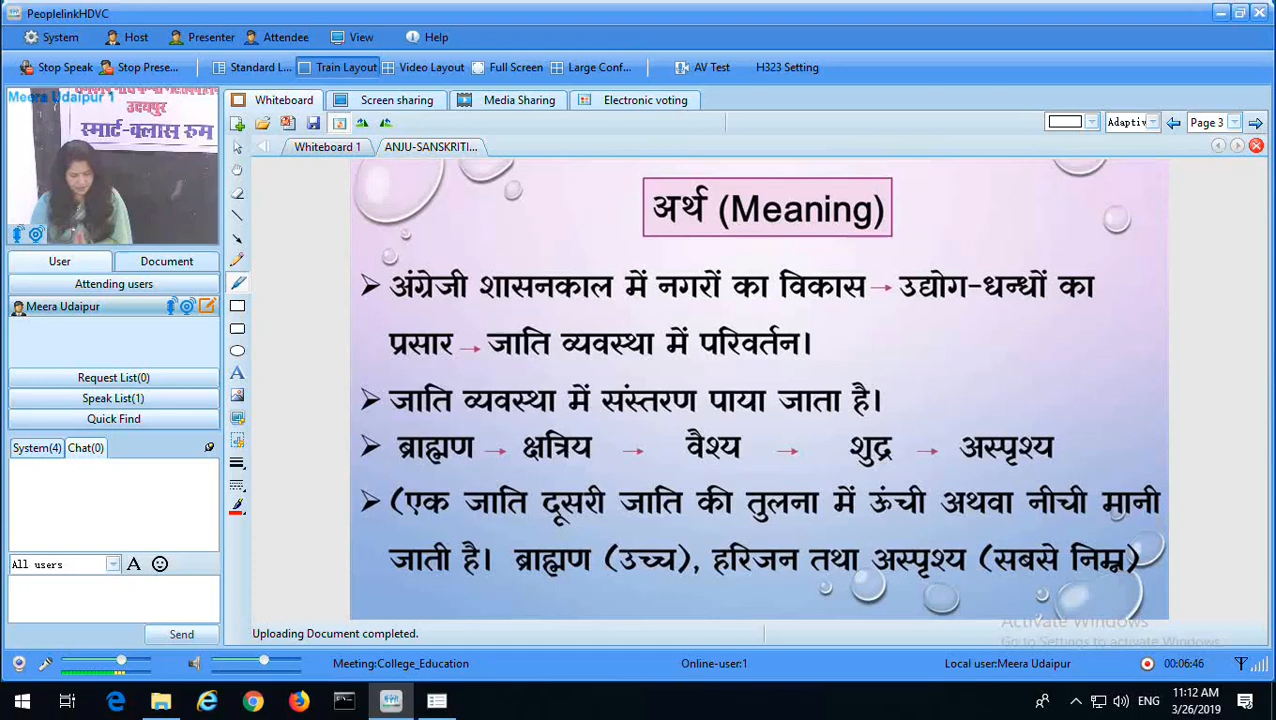 PeoplelinkHDVC
System Host Presenter Attendee View Help
Stop Speak Stop Prese... Standard L... Train Layout Video Layout Full Screen Large Conf... AV Test H323 Setting
Meera Udaipur 1
उदयपुर
स्मार्ट-क्लास रुम
Whiteboard Screen sharing Media Sharing Electronic voting
Adaptiv Page 3
Whiteboard 1 ANJU-SANSKRITI...
User Document
Attending users
Meera Udaipur
Request List(0)
Speak List(1)
Quick Find
System(4) Chat(0)
All users A
Send
अर्थ (Meaning)
➢ अंग्रेजी शासनकाल में नगरों का विकास → उद्योग-धन्धों का
प्रसार → जाति व्यवस्था में परिवर्तन।
➢ जाति व्यवस्था में संस्तरण पाया जाता है।
➢ ब्राह्मण → क्षत्रिय → वैश्य → शुद्र → अस्पृश्य
➢ (एक जाति दूसरी जाति की तुलना में ऊंची अथवा नीची मानी
जाती है। ब्राह्मण (उच्च), हरिजन तथा अस्पृश्य (सबसे निम्न)
Activate Windows
Go to Settings to activate Windows.
Uploading Document completed.
Meeting:College_Education Online-user:1 Local user:Meera Udaipur 00:06:46
ENG
11:12 AM
3/26/2019